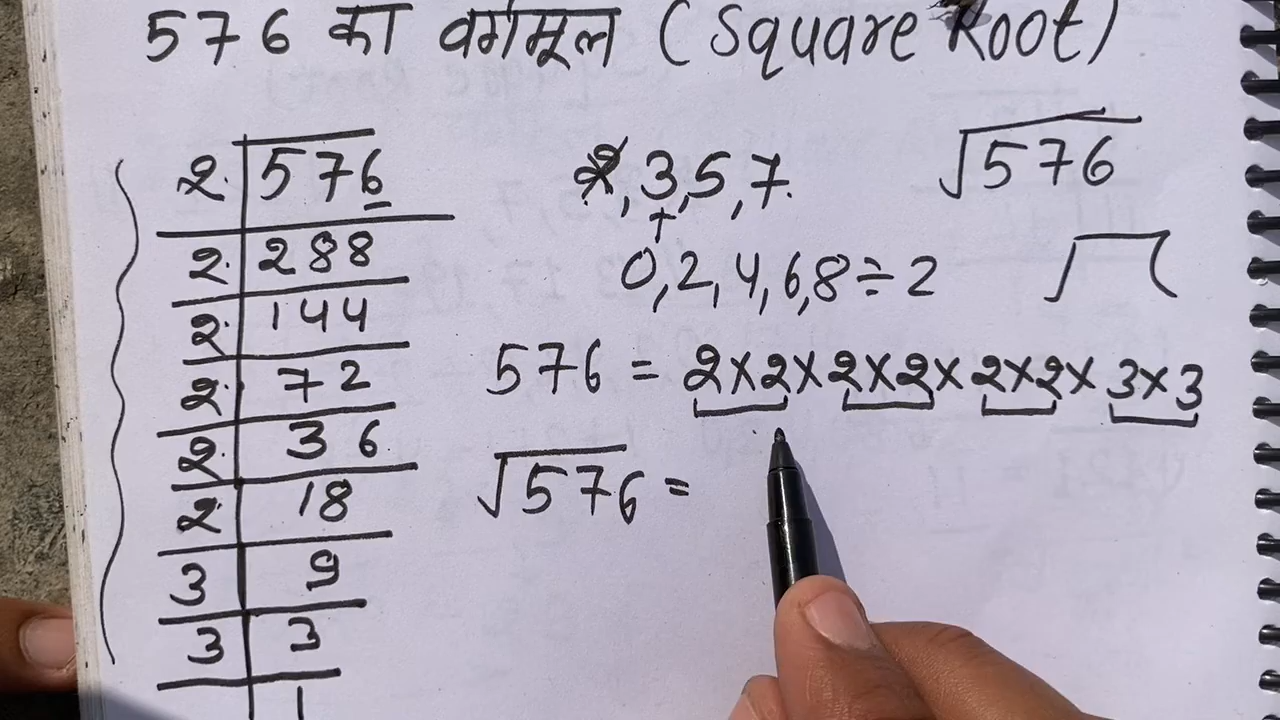 576 का वर्गमूल (Square Root)
2 576
2 288
2 144
2 72
2 36
2 18
3 9
3 3
1
2, 3, 5, 7.
0, 2, 4, 6, 8 ÷ 2
√576
576 = 2×2×2×2×2×2×3×3
√576 =